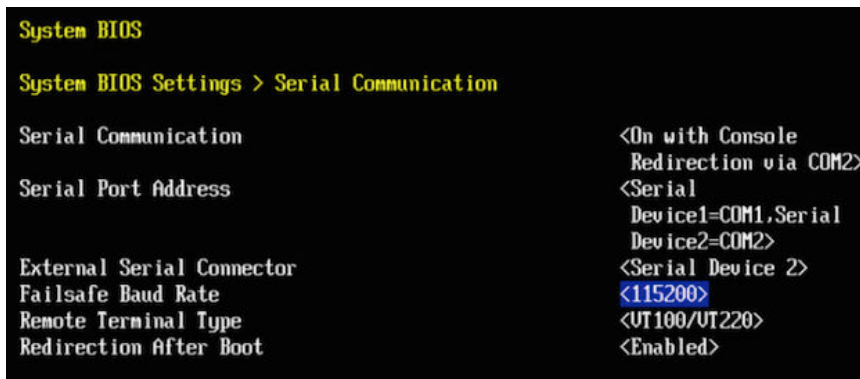 System BIOS
System BIOS Settings > Serial Communication
Serial Communication <On with Console
Redirection via COM2>
Serial Port Address <Serial
Device1=COM1,Serial
Device2=COM2>
External Serial Connector <Serial Device 2>
Failsafe Baud Rate <115200>
Remote Terminal Type <VT100/VT220>
Redirection After Boot <Enabled>